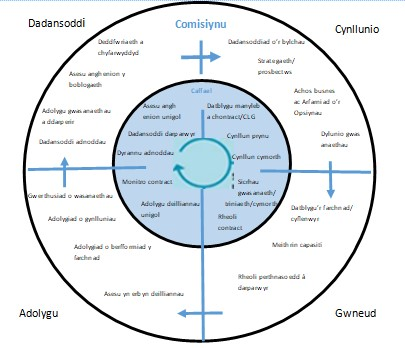 Dadansoddi
Comisiynu
Cynllunio
Deddfwriaeth a
chyfarwyddyd
Dadansoddiad o'r bylchau
Asesu anghenion y
boblogaeth
Strategaeth/
prosbectws
Caffael
Achos busnes
ac Arfarniad o'r
Opsiynau
Adolygu gwasanaethau
a ddarperir
Asesu angh
enion unigol
Datblygu manyleb
a chontract/CLG
Dadansoddi adnoddau
Dadansoddi darparwyr
Cynllun prynu
Dylunio gwas
anaethau
Dyrannu adnoddau
Cynllun cymorth
Monitro contract
Sicrhau
gwasanaeth/
triniaeth/cymorth
Gwerthusiad o wasanaethau
Adolygu deilliannau
unigol
Rheoli
contract
Datblygu'r farchnad/
cyflenwyr
Adolygiad o gynlluniau
Meithrin capasiti
Adolygiad o berfformiad y
farchnad
Rheoli perthnasoedd â
darparwyr
Asesu yn erbyn deilliannau
Adolygu
Gwneud